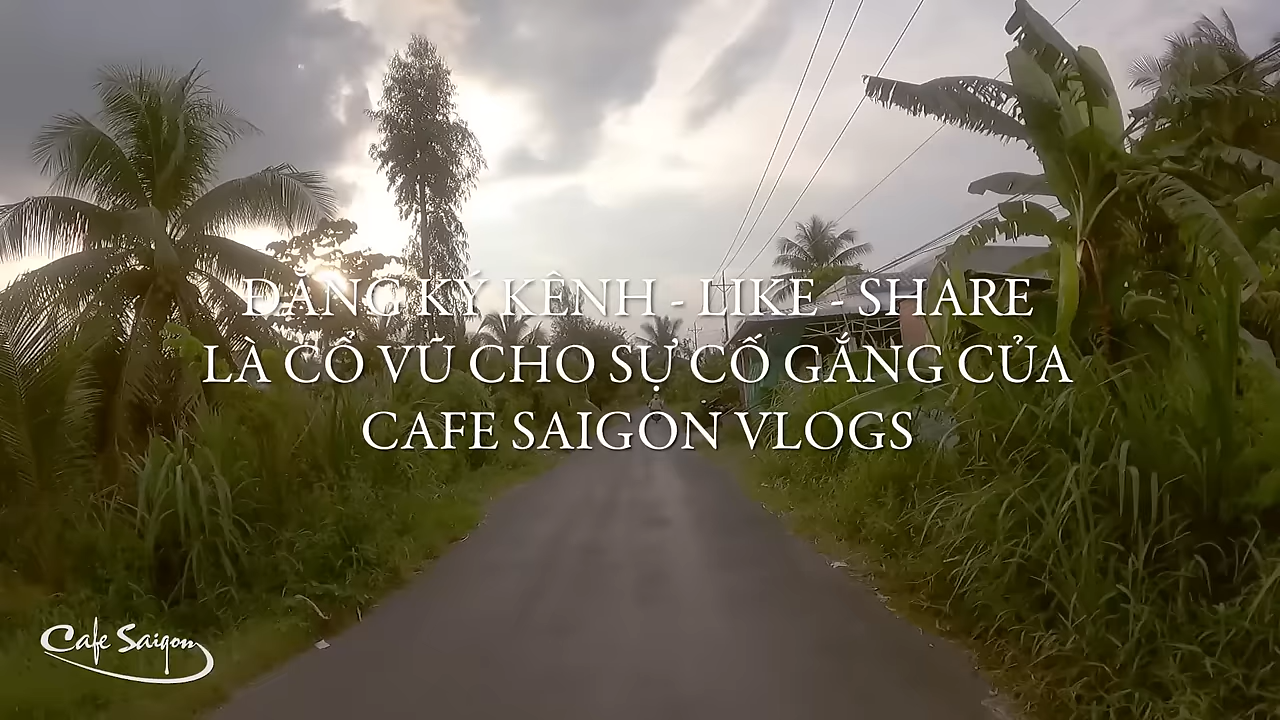 ĐĂNG KÝ KÊNH - LIKE - SHARE
LÀ CỔ VŨ CHO SỰ CỐ GẮNG CỦA
CAFE SAIGON VLOGS
Cafe Saigon